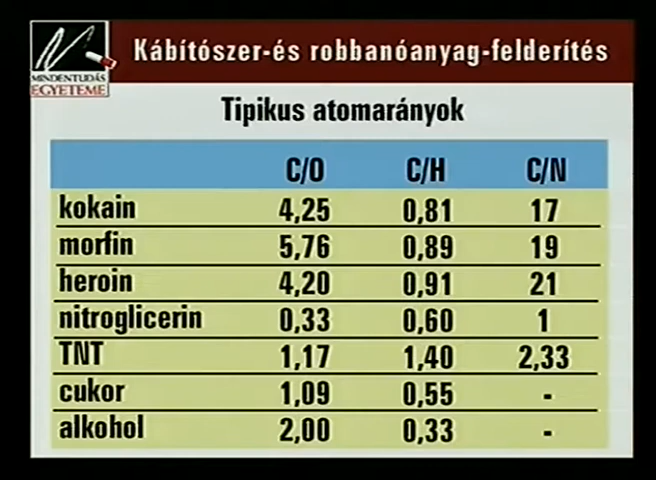 MINDENTUDÁS
EGYETEME
Kábítószer-és robbanóanyag-felderítés
Tipikus atomarányok
C/O C/H C/N
kokain 4,25 0,81 17
morfin 5,76 0,89 19
heroin 4,20 0,91 21
nitroglicerin 0,33 0,60 1
TNT 1,17 1,40 2,33
cukor 1,09 0,55 -
alkohol 2,00 0,33 -